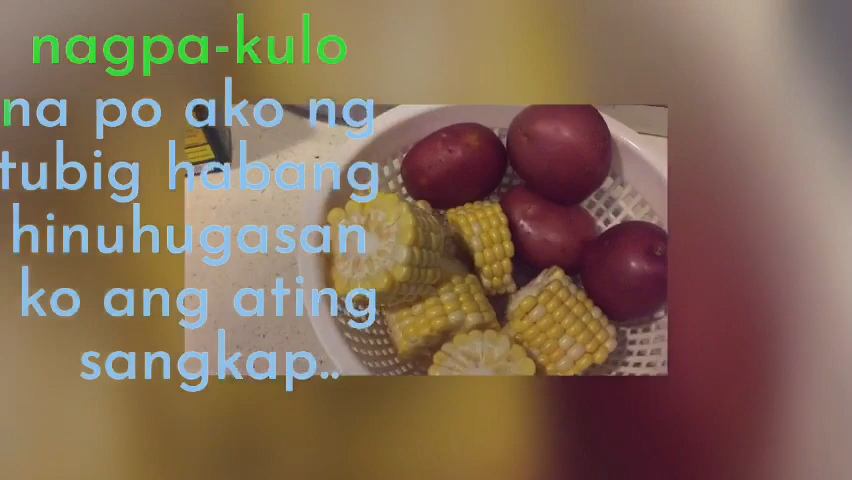 nagpa-kulo
na po ako ng
tubig habang
hinuhugasan
ko ang ating
sangkap..